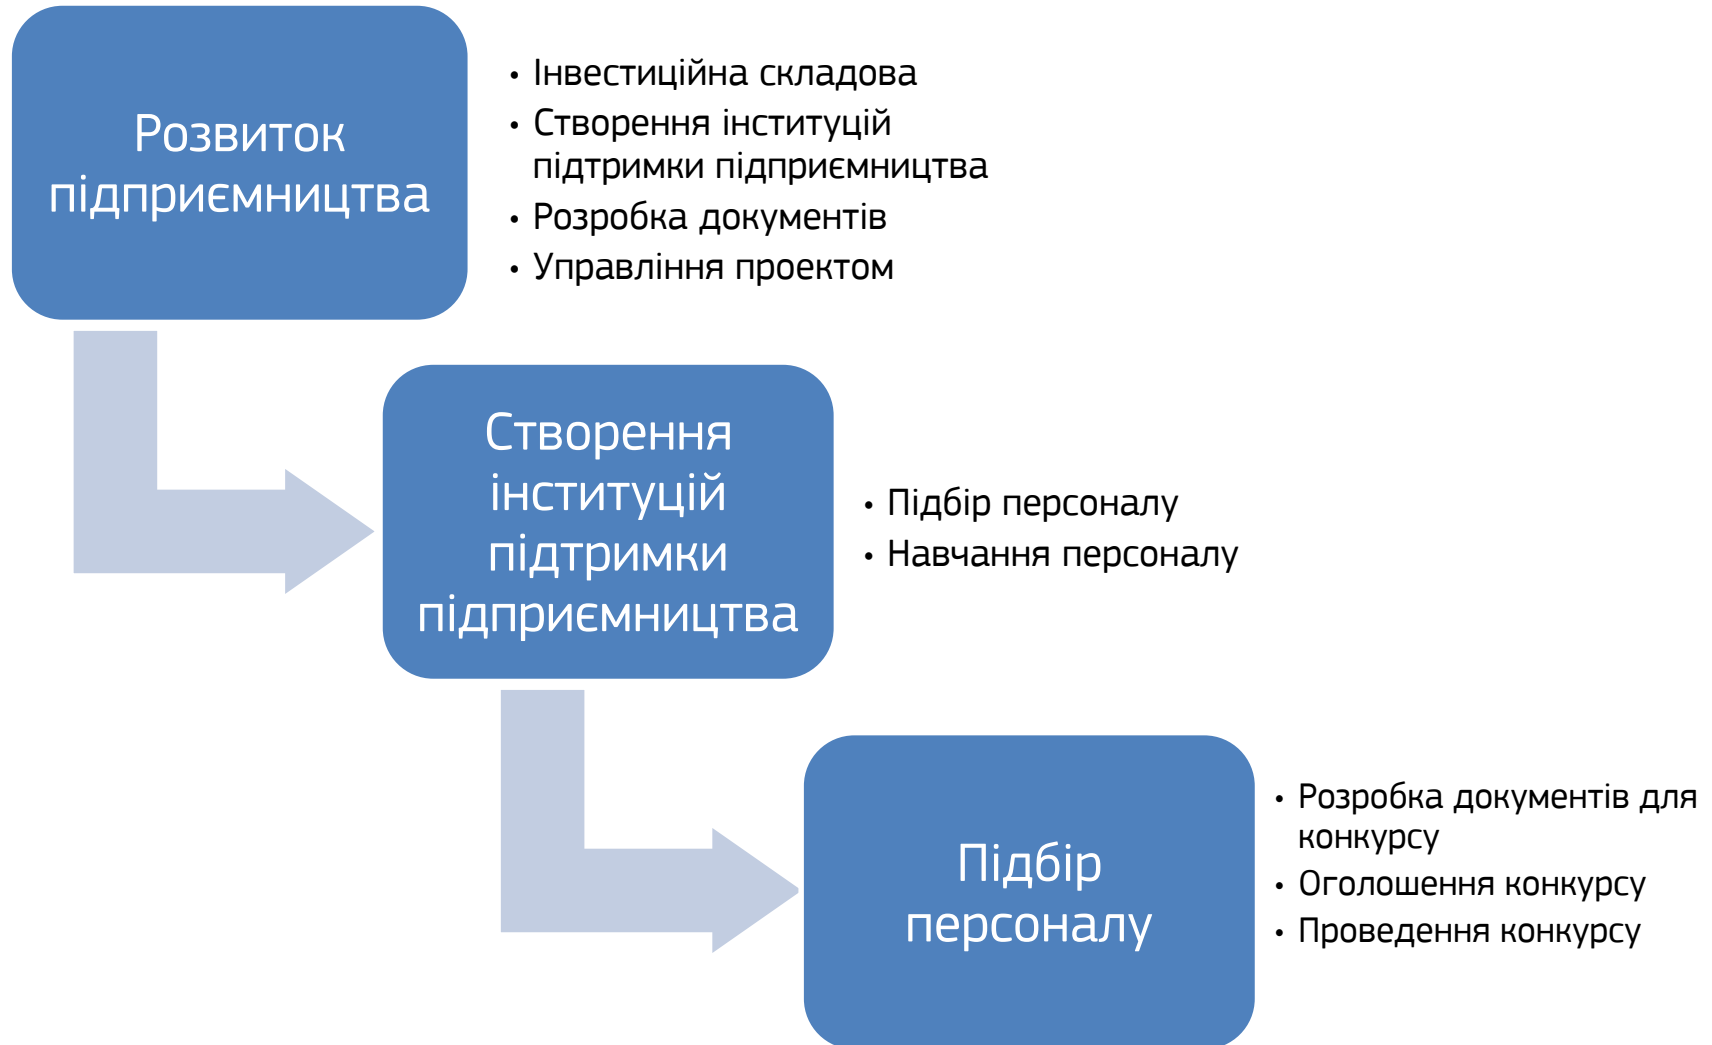 Розвиток
підприємництва
• Інвестиційна складова
• Створення інституцій
підтримки підприємництва
• Розробка документів
• Управління проектом
Створення
інституцій
підтримки
підприємництва
• Підбір персоналу
• Навчання персоналу
Підбір
персоналу
• Розробка документів для
конкурсу
• Оголошення конкурсу
• Проведення конкурсу